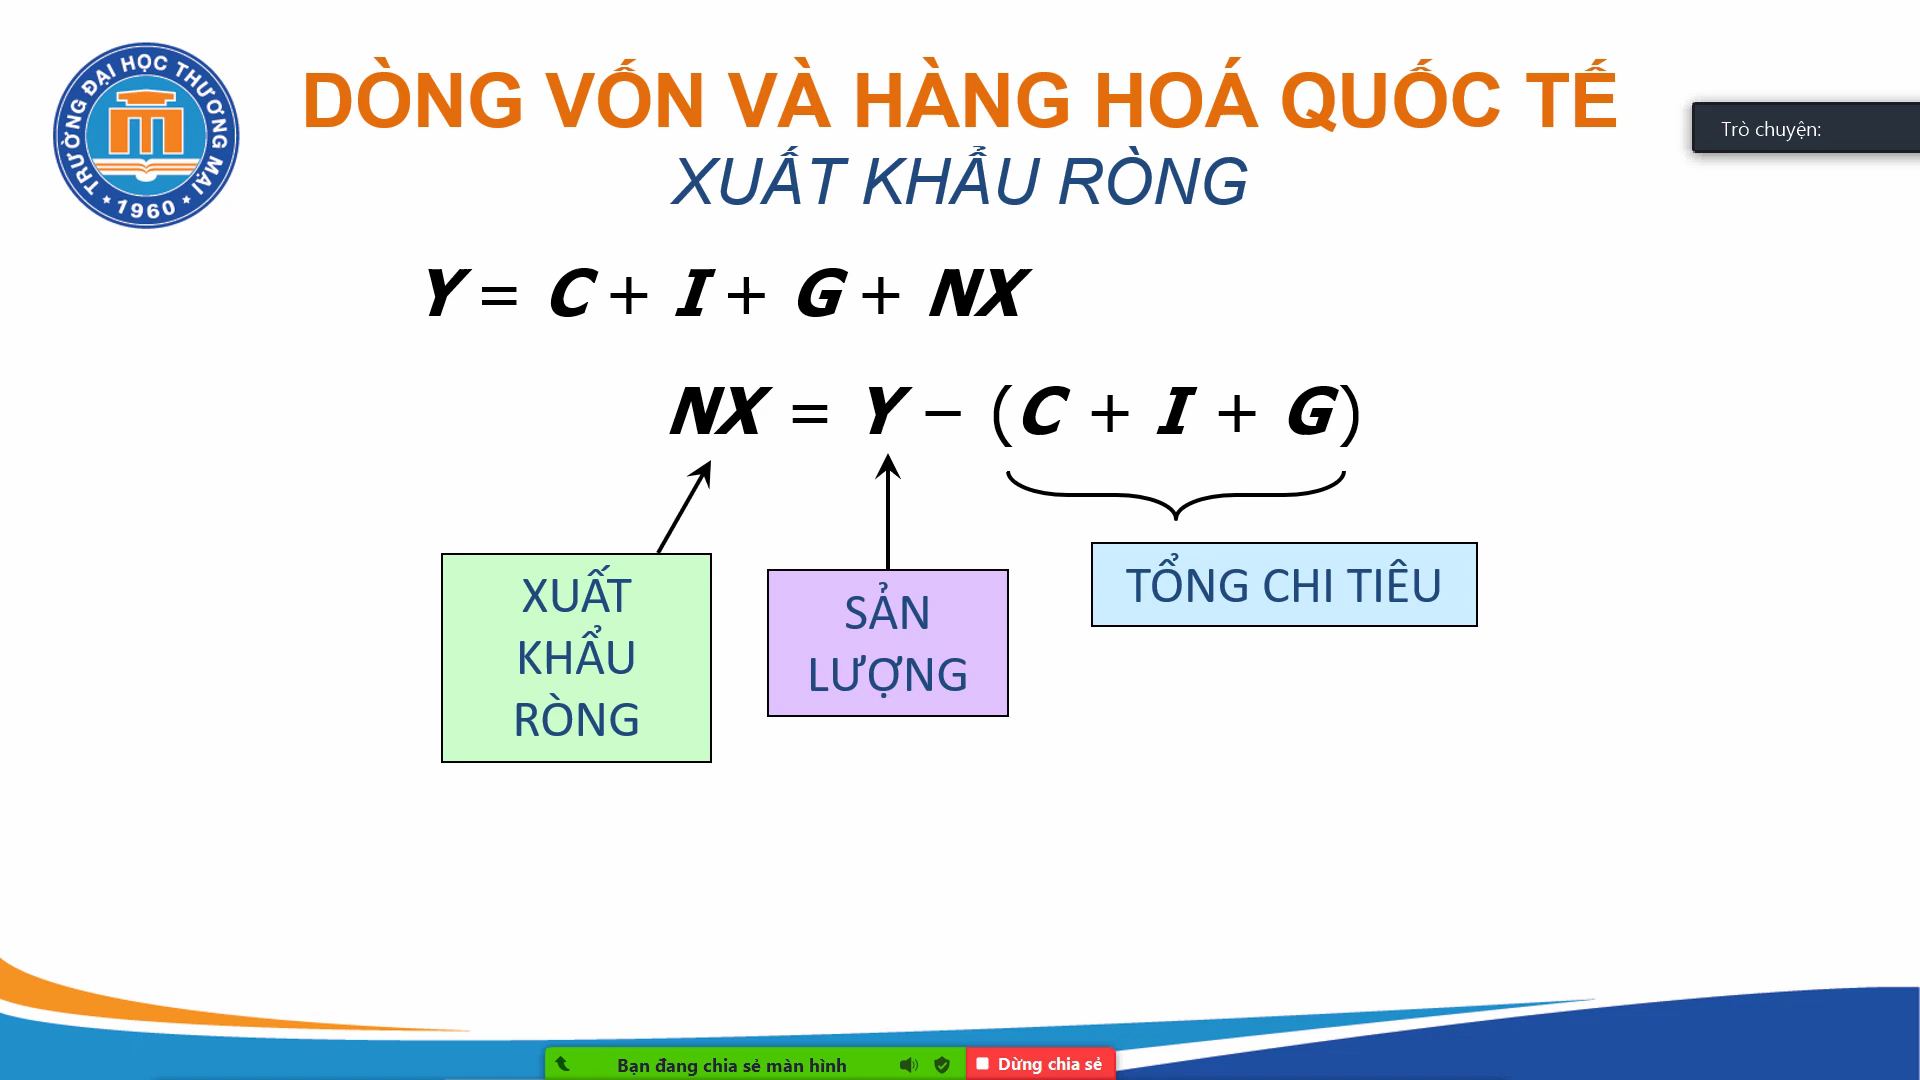 TRƯỜNG ĐẠI HỌC THƯƠNG MẠI
1960
DÒNG VỐN VÀ HÀNG HOÁ QUỐC TẾ
Trò chuyện:
XUẤT KHẨU RÒNG
Y = C + I + G + NX
NX = Y − (C + I + G)
XUẤT
KHẨU
RÒNG
SẢN
LƯỢNG
TỔNG CHI TIÊU
Bạn đang chia sẻ màn hình
Dừng chia sẻ